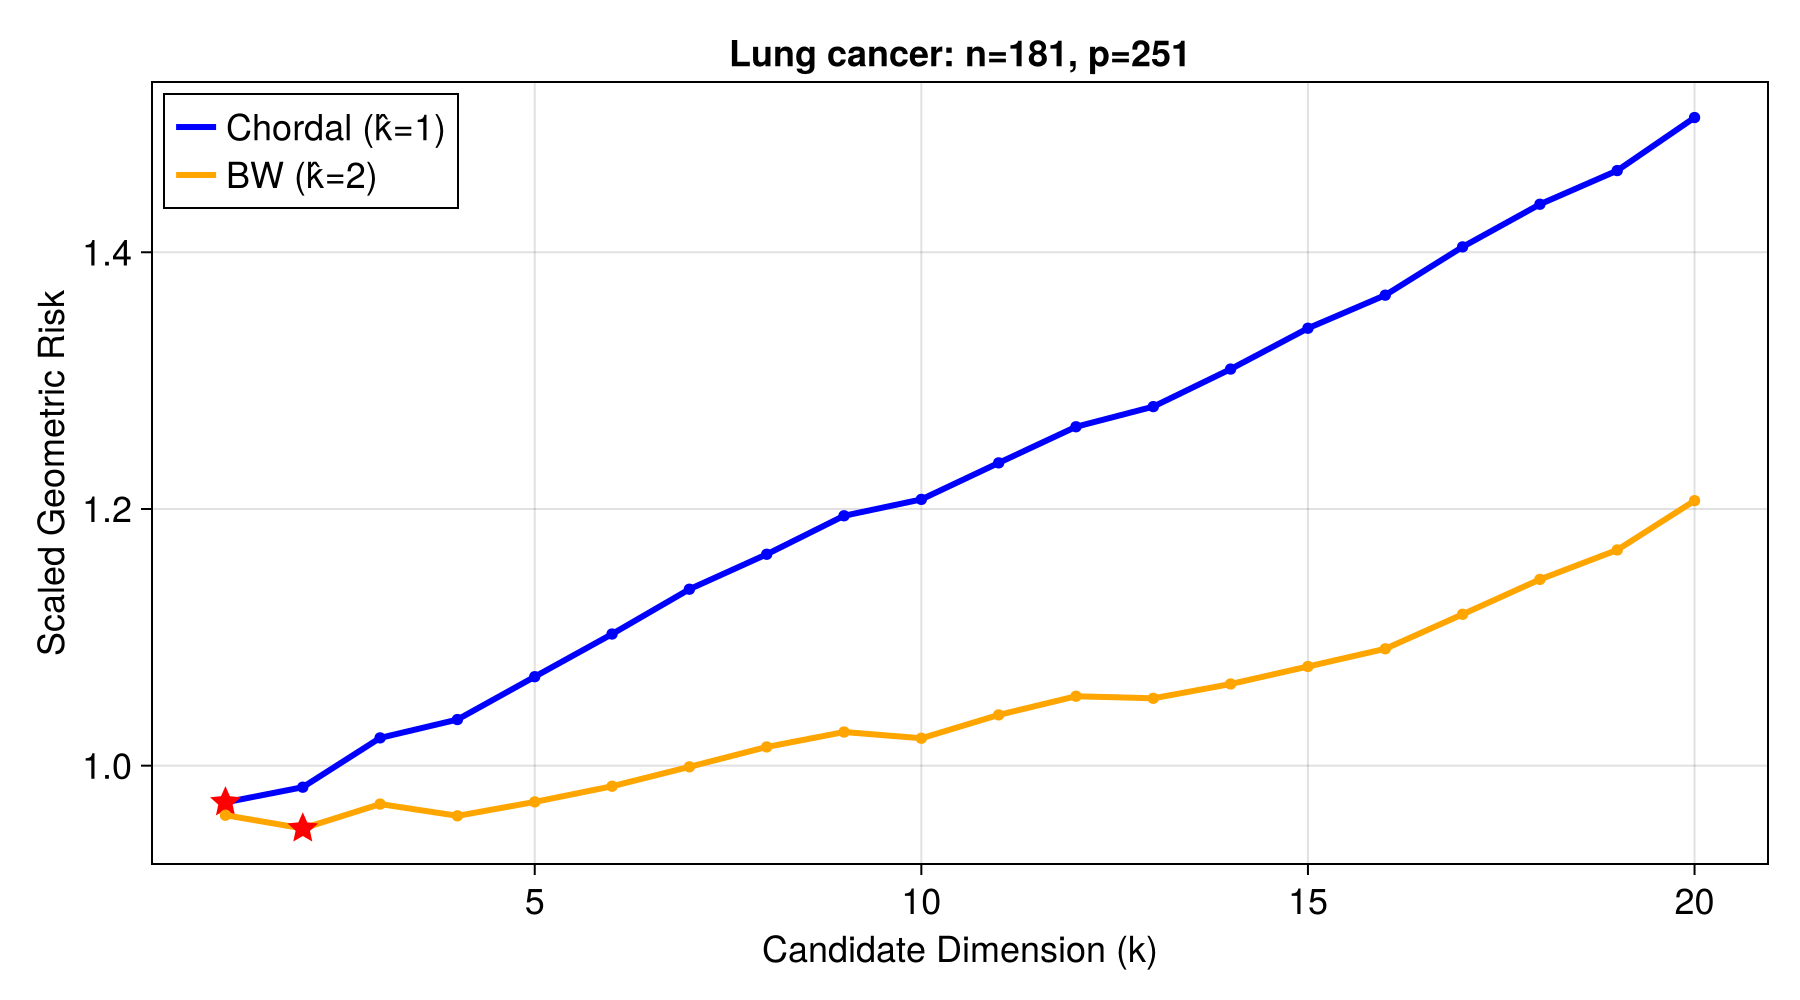 Lung cancer: n=181, p=251
Chordal (k̂=1)
BW (k̂=2)
1.4
1.2
1.0
Scaled Geometric Risk
5 10 15 20
Candidate Dimension (k)